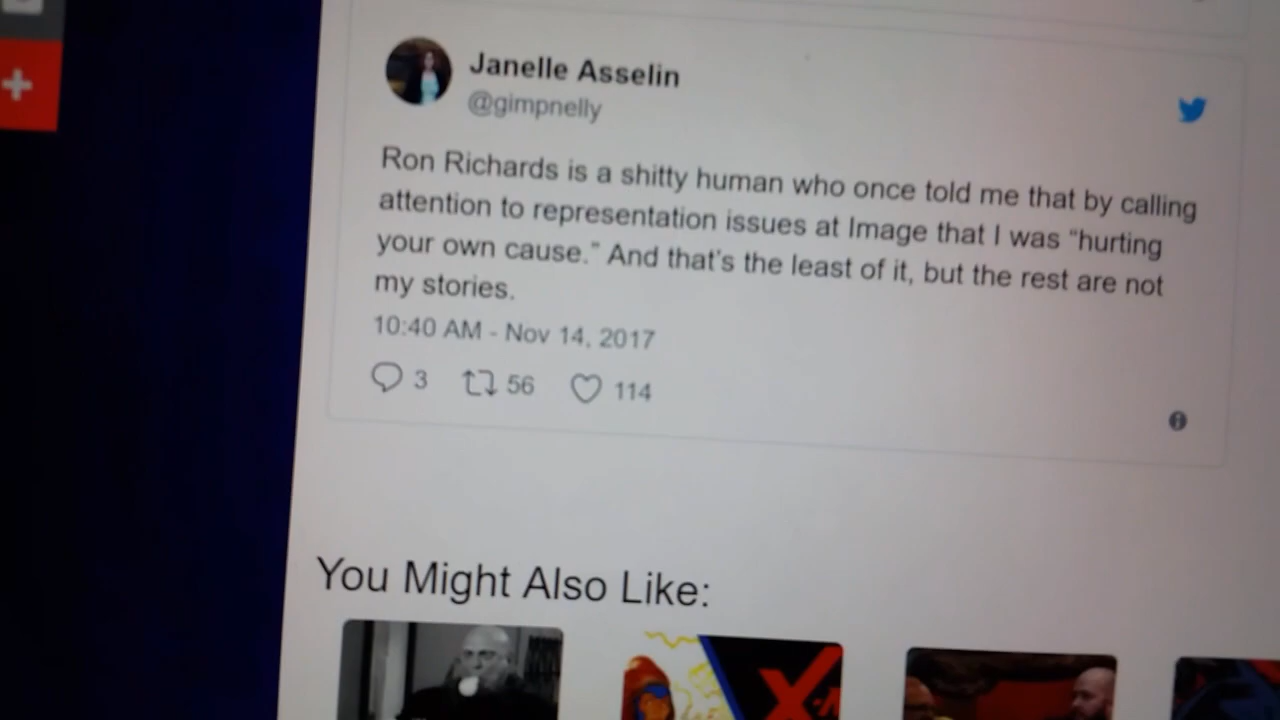 Janelle Asselin
@gimpnelly
Ron Richards is a shitty human who once told me that by calling
attention to representation issues at Image that I was “hurting
your own cause.” And that’s the least of it, but the rest are not
my stories.
10:40 AM - Nov 14, 2017
3 56 114
You Might Also Like: